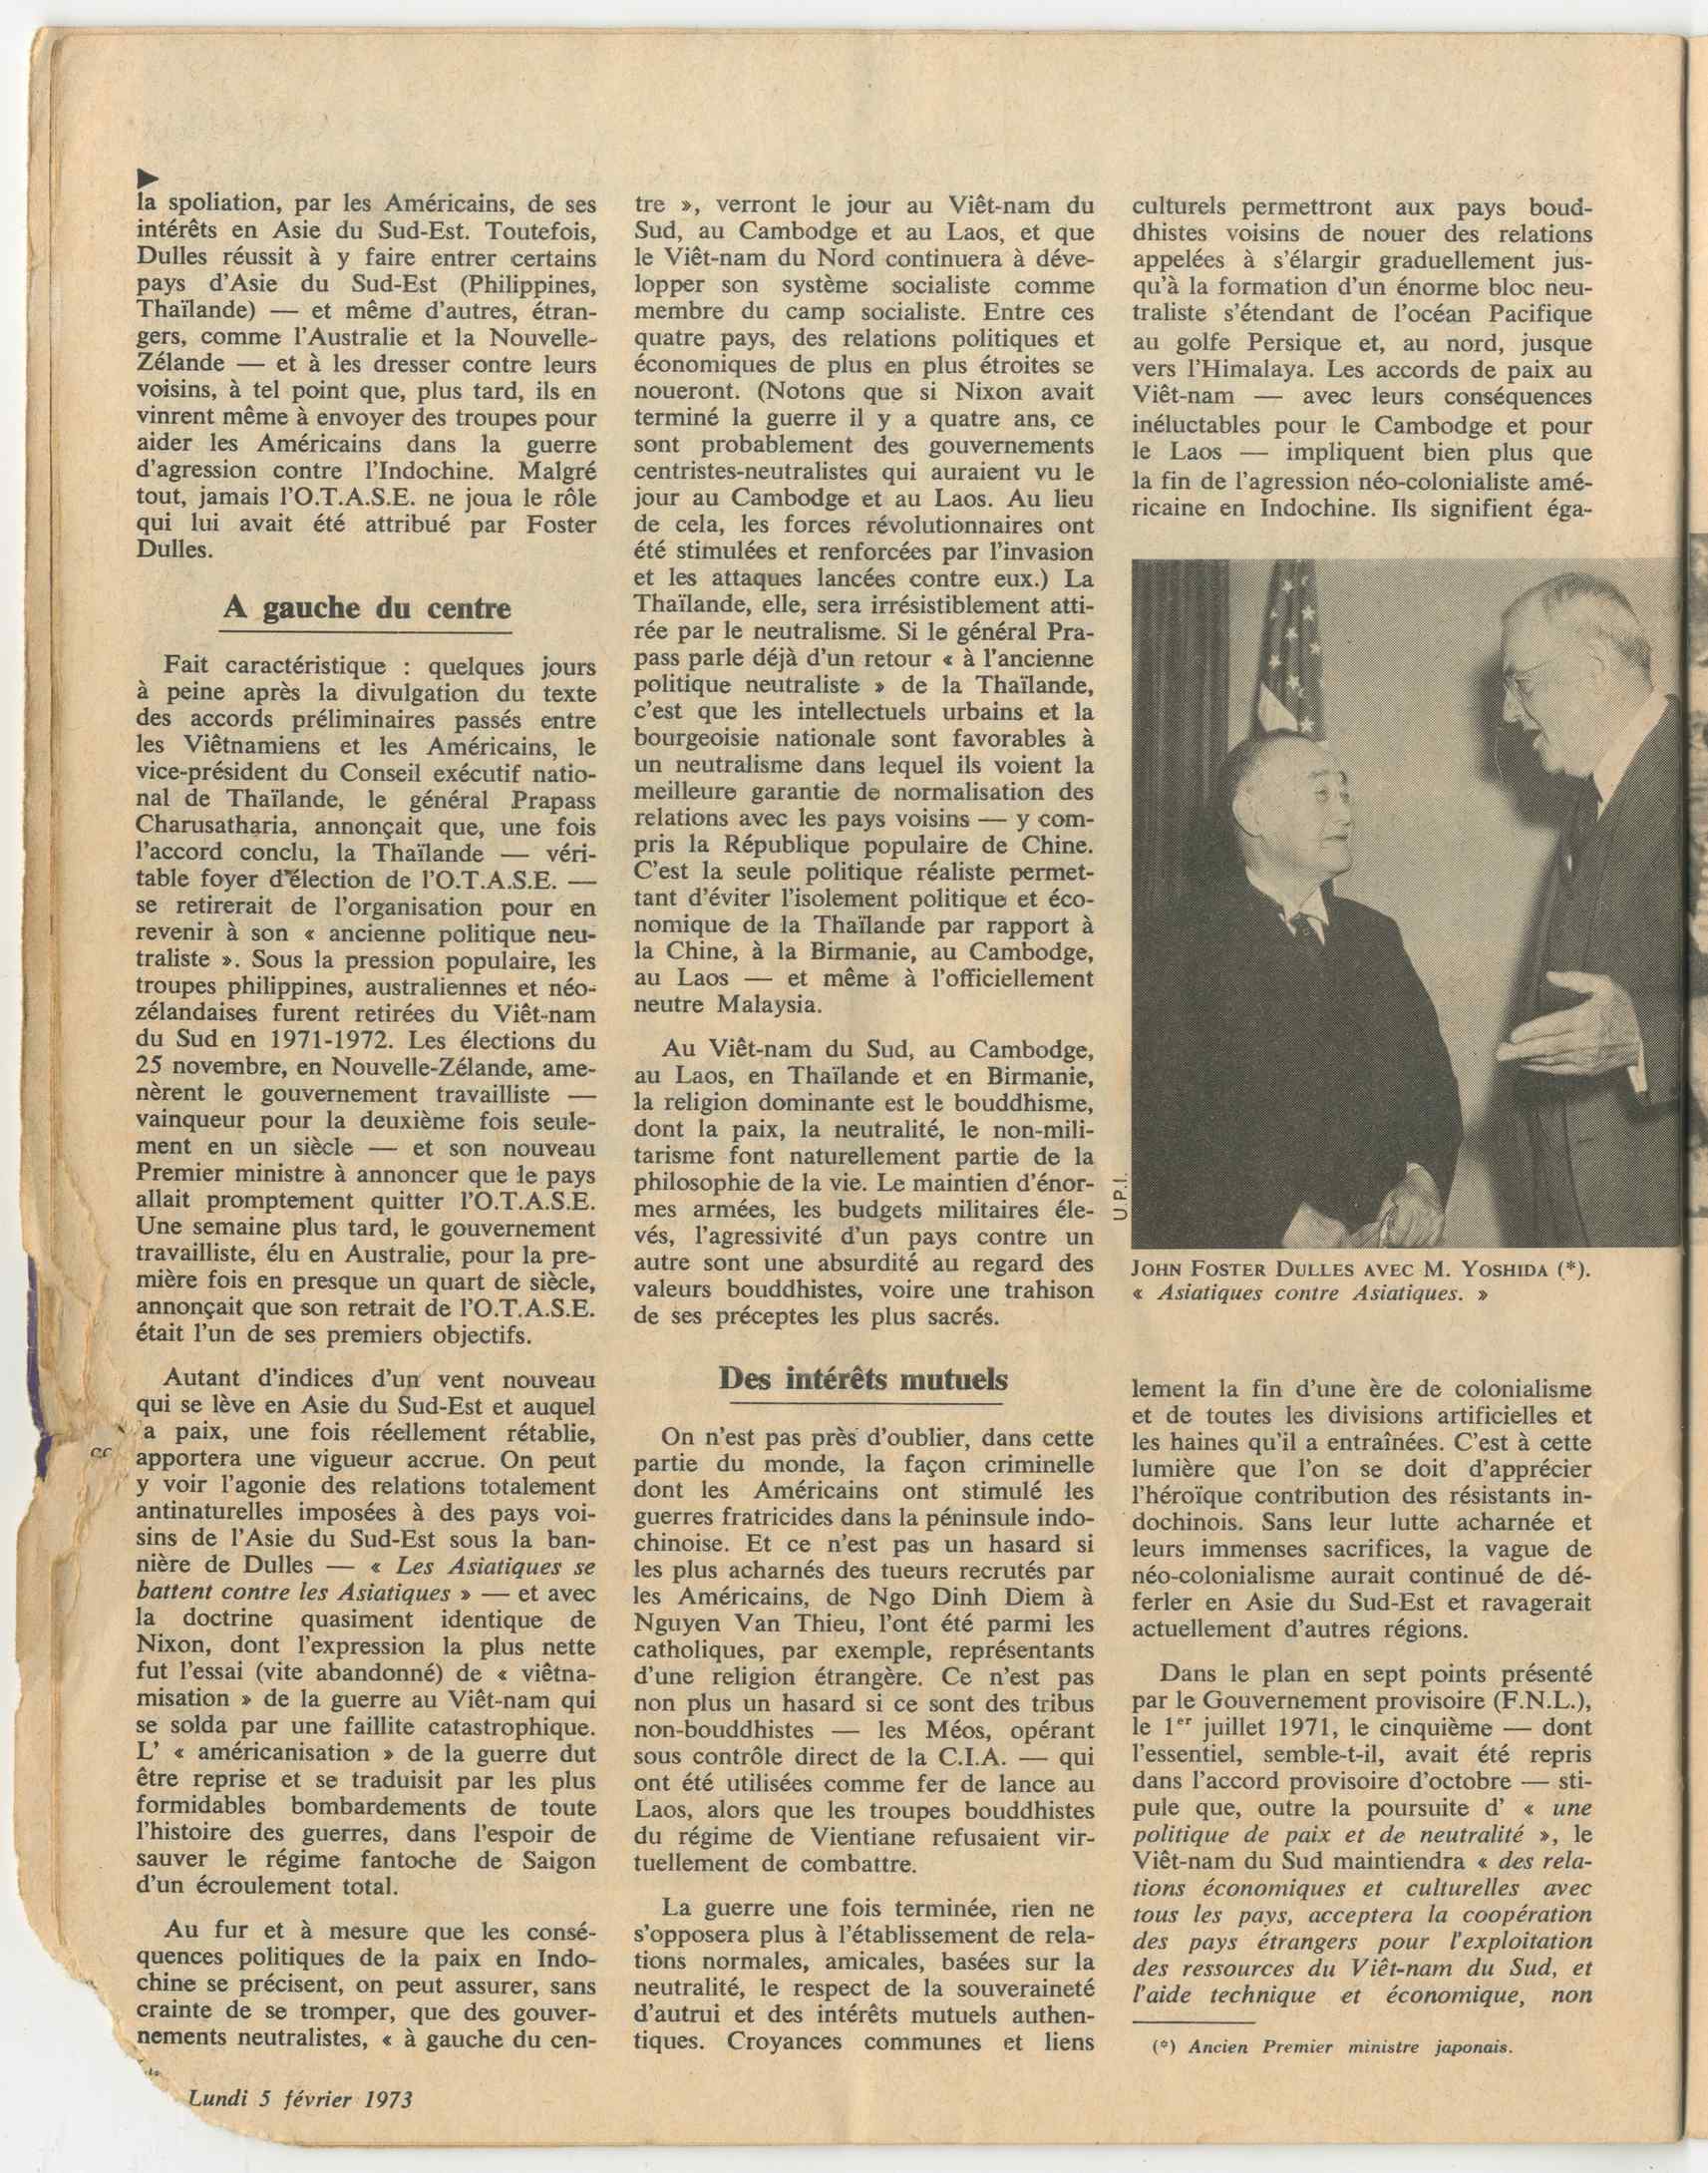 ▶
la spoliation, par les Américains, de ses
intérêts en Asie du Sud-Est. Toutefois,
Dulles réussit à y faire entrer certains
pays d'Asie du Sud-Est (Philippines,
Thaïlande) — et même d'autres, étran-
gers, comme l'Australie et la Nouvelle-
Zélande — et à les dresser contre leurs
voisins, à tel point que, plus tard, ils en
vinrent même à envoyer des troupes pour
aider les Américains dans la guerre
d'agression contre l'Indochine. Malgré
tout, jamais l'O.T.A.S.E. ne joua le rôle
qui lui avait été attribué par Foster
Dulles.
A gauche du centre
Fait caractéristique : quelques jours
à peine après la divulgation du texte
des accords préliminaires passés entre
les Viêtnamiens et les Américains, le
vice-président du Conseil exécutif natio-
nal de Thaïlande, le général Prapass
Charusatharia, annonçait que, une fois
l'accord conclu, la Thaïlande — véri-
table foyer d'élection de l'O.T.A.S.E. —
se retirerait de l'organisation pour en
revenir à son « ancienne politique neu-
traliste ». Sous la pression populaire, les
troupes philippines, australiennes et néo-
zélandaises furent retirées du Viêt-nam
du Sud en 1971-1972. Les élections du
25 novembre, en Nouvelle-Zélande, ame-
nèrent le gouvernement travailliste —
vainqueur pour la deuxième fois seule-
ment en un siècle — et son nouveau
Premier ministre à annoncer que le pays
allait promptement quitter l'O.T.A.S.E.
Une semaine plus tard, le gouvernement
travailliste, élu en Australie, pour la pre-
mière fois en presque un quart de siècle,
annonçait que son retrait de l'O.T.A.S.E.
était l'un de ses premiers objectifs.
Autant d'indices d'un vent nouveau
qui se lève en Asie du Sud-Est et auquel
a paix, une fois réellement rétablie,
apportera une vigueur accrue. On peut
y voir l'agonie des relations totalement
antinaturelles imposées à des pays voi-
sins de l'Asie du Sud-Est sous la ban-
nière de Dulles — « Les Asiatiques se
battent contre les Asiatiques » — et avec
la doctrine quasiment identique de
Nixon, dont l'expression la plus nette
fut l'essai (vite abandonné) de « viêtna-
misation » de la guerre au Viêt-nam qui
se solda par une faillite catastrophique.
L' « américanisation » de la guerre dut
être reprise et se traduisit par les plus
formidables bombardements de toute
l'histoire des guerres, dans l'espoir de
sauver le régime fantoche de Saigon
d'un écroulement total.
Au fur et à mesure que les consé-
quences politiques de la paix en Indo-
chine se précisent, on peut assurer, sans
crainte de se tromper, que des gouver-
nements neutralistes, « à gauche du cen-
tre », verront le jour au Viêt-nam du
Sud, au Cambodge et au Laos, et que
le Viêt-nam du Nord continuera à déve-
lopper son système socialiste comme
membre du camp socialiste. Entre ces
quatre pays, des relations politiques et
économiques de plus en plus étroites se
noueront. (Notons que si Nixon avait
terminé la guerre il y a quatre ans, ce
sont probablement des gouvernements
centristes-neutralistes qui auraient vu le
jour au Cambodge et au Laos. Au lieu
de cela, les forces révolutionnaires ont
été stimulées et renforcées par l'invasion
et les attaques lancées contre eux.) La
Thaïlande, elle, sera irrésistiblement atti-
rée par le neutralisme. Si le général Pra-
pass parle déjà d'un retour « à l'ancienne
politique neutraliste » de la Thaïlande,
c'est que les intellectuels urbains et la
bourgeoisie nationale sont favorables à
un neutralisme dans lequel ils voient la
meilleure garantie de normalisation des
relations avec les pays voisins — y com-
pris la République populaire de Chine.
C'est la seule politique réaliste permet-
tant d'éviter l'isolement politique et éco-
nomique de la Thaïlande par rapport à
la Chine, à la Birmanie, au Cambodge,
au Laos — et même à l'officiellement
neutre Malaysia.
Au Viêt-nam du Sud, au Cambodge,
au Laos, en Thaïlande et en Birmanie,
la religion dominante est le bouddhisme,
dont la paix, la neutralité, le non-mili-
tarisme font naturellement partie de la
philosophie de la vie. Le maintien d'énor-
mes armées, les budgets militaires éle-
vés, l'agressivité d'un pays contre un
autre sont une absurdité au regard des
valeurs bouddhistes, voire une trahison
de ses préceptes les plus sacrés.
Des intérêts mutuels
On n'est pas près d'oublier, dans cette
partie du monde, la façon criminelle
dont les Américains ont stimulé les
guerres fratricides dans la péninsule indo-
chinoise. Et ce n'est pas un hasard si
les plus acharnés des tueurs recrutés par
les Américains, de Ngo Dinh Diem à
Nguyen Van Thieu, l'ont été parmi les
catholiques, par exemple, représentants
d'une religion étrangère. Ce n'est pas
non plus un hasard si ce sont des tribus
non-bouddhistes — les Méos, opérant
sous contrôle direct de la C.I.A. — qui
ont été utilisées comme fer de lance au
Laos, alors que les troupes bouddhistes
du régime de Vientiane refusaient vir-
tuellement de combattre.
La guerre une fois terminée, rien ne
s'opposera plus à l'établissement de rela-
tions normales, amicales, basées sur la
neutralité, le respect de la souveraineté
d'autrui et des intérêts mutuels authen-
tiques. Croyances communes et liens
culturels permettront aux pays boud-
dhistes voisins de nouer des relations
appelées à s'élargir graduellement jus-
qu'à la formation d'un énorme bloc neu-
traliste s'étendant de l'océan Pacifique
au golfe Persique et, au nord, jusque
vers l'Himalaya. Les accords de paix au
Viêt-nam — avec leurs conséquences
inéluctables pour le Cambodge et pour
le Laos — impliquent bien plus que
la fin de l'agression néo-colonialiste amé-
ricaine en Indochine. Ils signifient éga-
U.P.I.
JOHN FOSTER DULLES AVEC M. YOSHIDA (*).
« Asiatiques contre Asiatiques. »
lement la fin d'une ère de colonialisme
et de toutes les divisions artificielles et
les haines qu'il a entraînées. C'est à cette
lumière que l'on se doit d'apprécier
l'héroïque contribution des résistants in-
dochinois. Sans leur lutte acharnée et
leurs immenses sacrifices, la vague de
néo-colonialisme aurait continué de dé-
ferler en Asie du Sud-Est et ravagerait
actuellement d'autres régions.
Dans le plan en sept points présenté
par le Gouvernement provisoire (F.N.L.),
le 1er juillet 1971, le cinquième — dont
l'essentiel, semble-t-il, avait été repris
dans l'accord provisoire d'octobre — sti-
pule que, outre la poursuite d' « une
politique de paix et de neutralité », le
Viêt-nam du Sud maintiendra « des rela-
tions économiques et culturelles avec
tous les pays, acceptera la coopération
des pays étrangers pour l'exploitation
des ressources du Viêt-nam du Sud, et
l'aide technique et économique, non
(*) Ancien Premier ministre japonais.
Lundi 5 février 1973